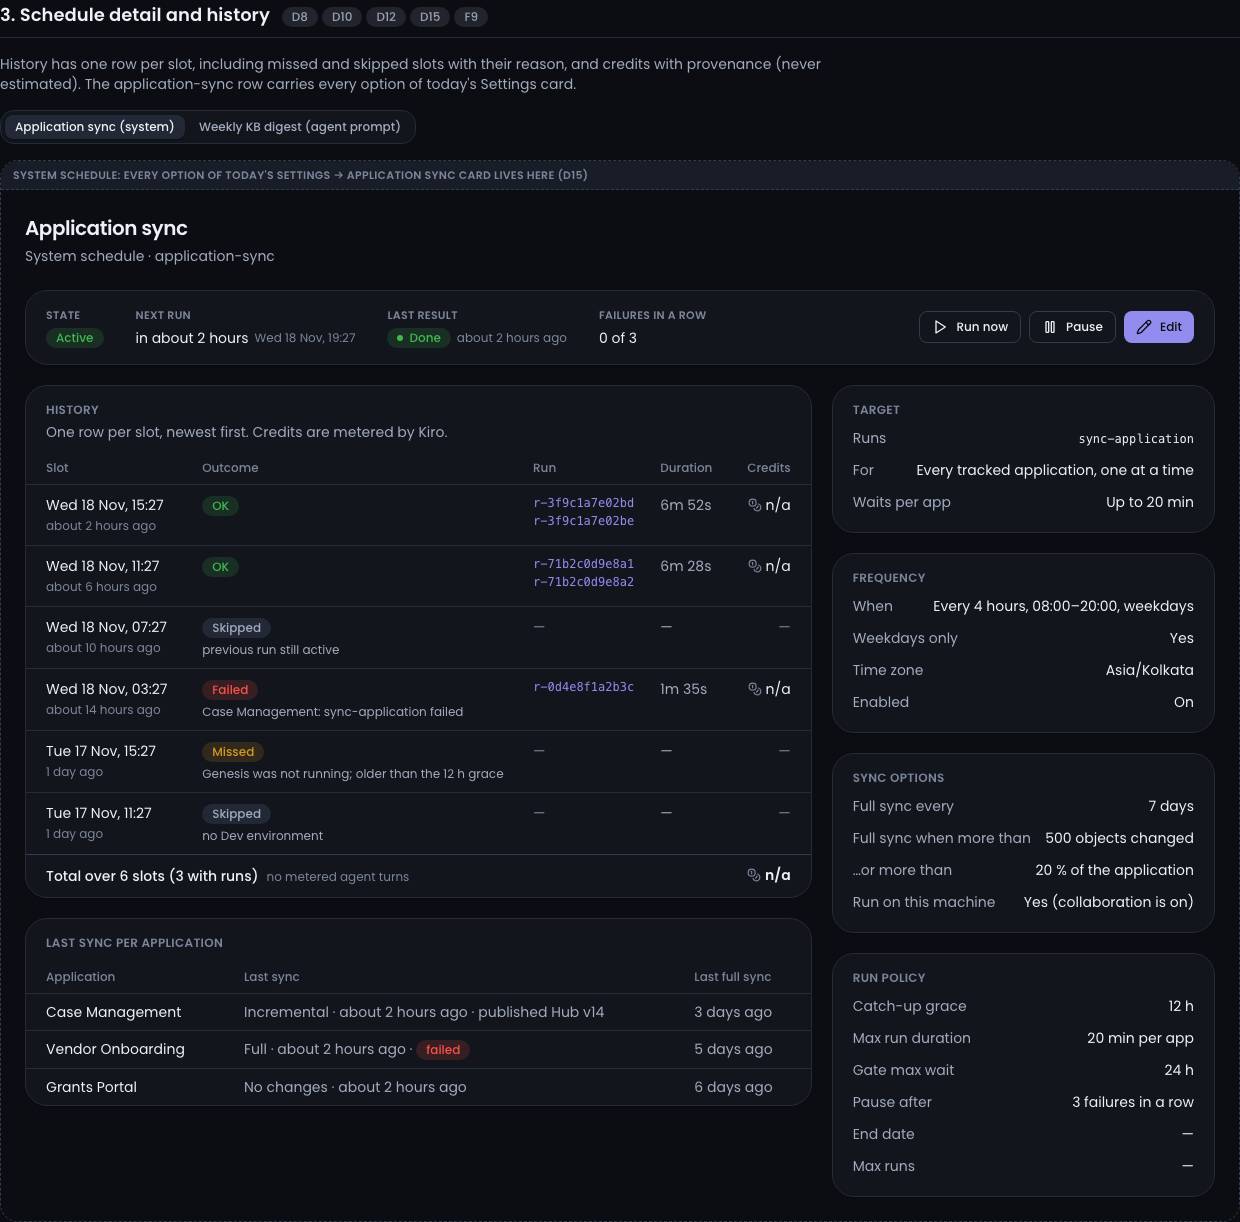 3. Schedule detail and history D8 D10 D12 D15 F9
History has one row per slot, including missed and skipped slots with their reason, and credits with provenance (never
estimated). The application-sync row carries every option of today's Settings card.
Application sync (system) Weekly KB digest (agent prompt)
SYSTEM SCHEDULE: EVERY OPTION OF TODAY'S SETTINGS → APPLICATION SYNC CARD LIVES HERE (D15)
Application sync
System schedule · application-sync
STATE NEXT RUN LAST RESULT FAILURES IN A ROW
Active in about 2 hours Wed 18 Nov, 19:27 Done about 2 hours ago 0 of 3 Run now Pause Edit
HISTORY
One row per slot, newest first. Credits are metered by Kiro.
Slot Outcome Run Duration Credits
Wed 18 Nov, 15:27 OK r-3f9c1a7e02bd 6m 52s n/a
about 2 hours ago r-3f9c1a7e02be
Wed 18 Nov, 11:27 OK r-71b2c0d9e8a1 6m 28s n/a
about 6 hours ago r-71b2c0d9e8a2
Wed 18 Nov, 07:27 Skipped — — —
about 10 hours ago previous run still active
Wed 18 Nov, 03:27 Failed r-0d4e8f1a2b3c 1m 35s n/a
about 14 hours ago Case Management: sync-application failed
Tue 17 Nov, 15:27 Missed — — —
1 day ago Genesis was not running; older than the 12 h grace
Tue 17 Nov, 11:27 Skipped — — —
1 day ago no Dev environment
Total over 6 slots (3 with runs) no metered agent turns n/a
LAST SYNC PER APPLICATION
Application Last sync Last full sync
Case Management Incremental · about 2 hours ago · published Hub v14 3 days ago
Vendor Onboarding Full · about 2 hours ago · failed 5 days ago
Grants Portal No changes · about 2 hours ago 6 days ago
TARGET
Runs sync-application
For Every tracked application, one at a time
Waits per app Up to 20 min
FREQUENCY
When Every 4 hours, 08:00–20:00, weekdays
Weekdays only Yes
Time zone Asia/Kolkata
Enabled On
SYNC OPTIONS
Full sync every 7 days
Full sync when more than 500 objects changed
…or more than 20 % of the application
Run on this machine Yes (collaboration is on)
RUN POLICY
Catch-up grace 12 h
Max run duration 20 min per app
Gate max wait 24 h
Pause after 3 failures in a row
End date —
Max runs —